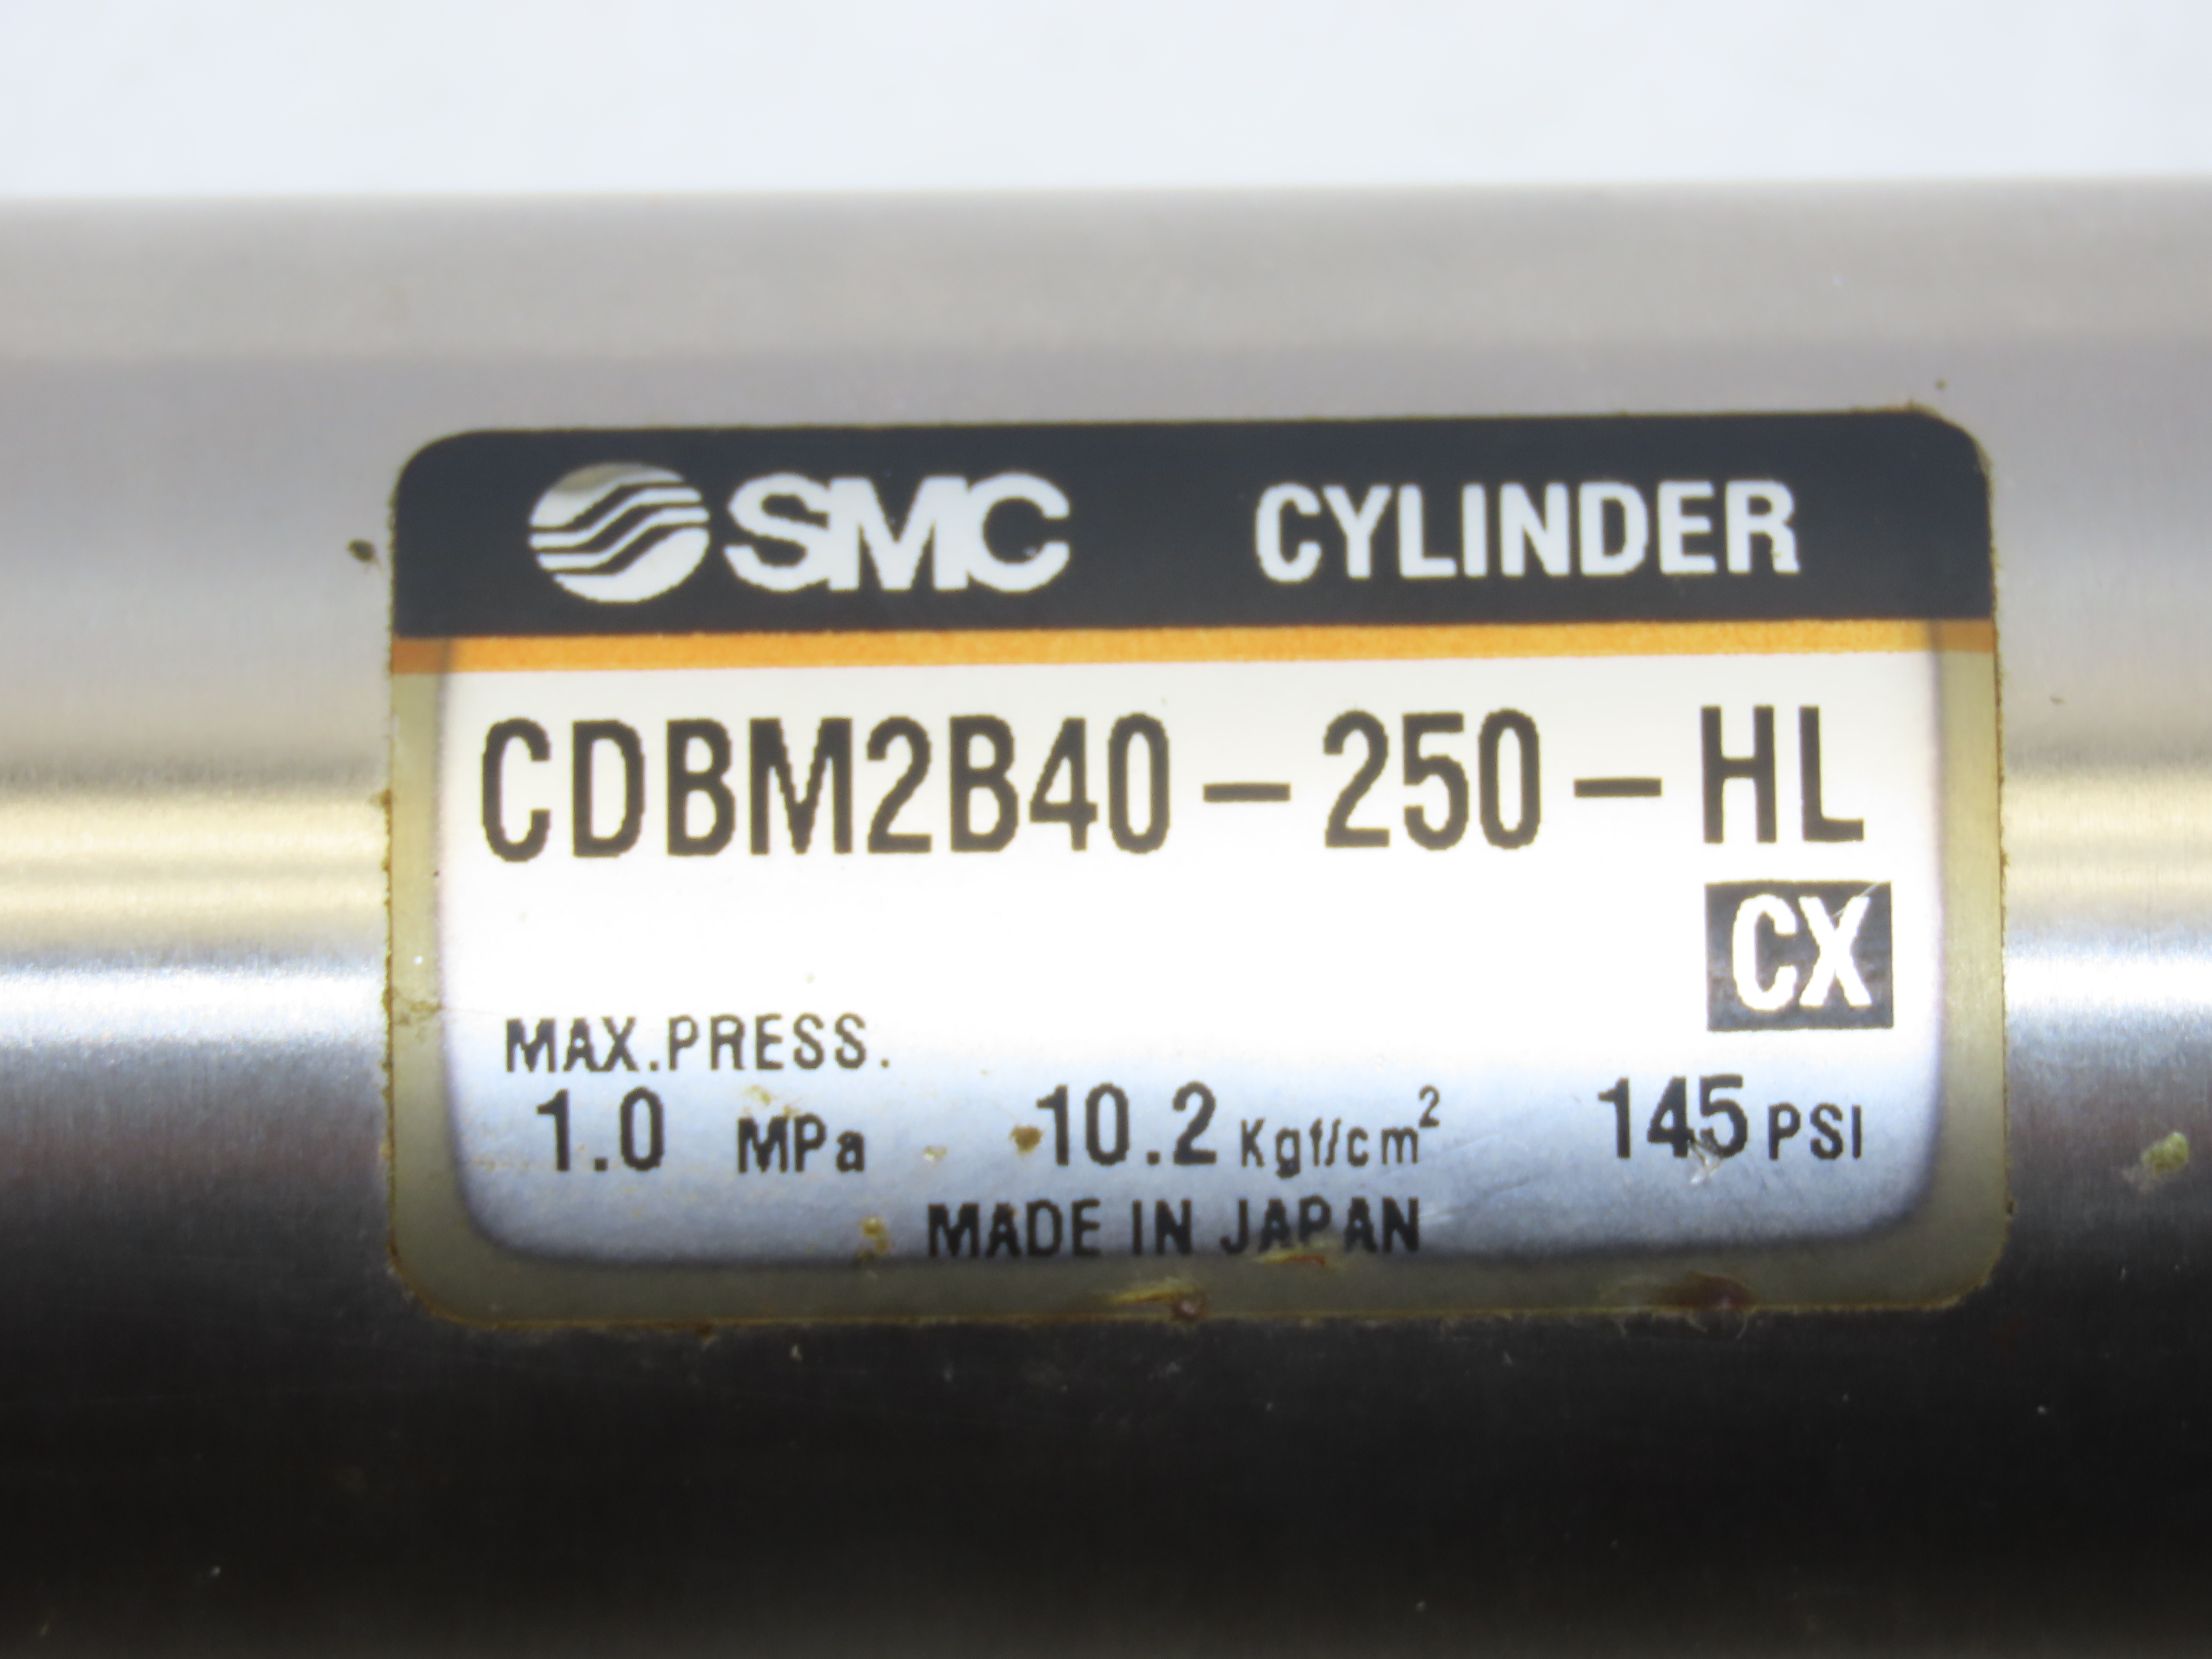 SMC CYLINDER
CDBM2B40-250-HL
CX
MAX.PRESS.
1.0 MPa 10.2 Kgf/cm² 145 PSI
MADE IN JAPAN